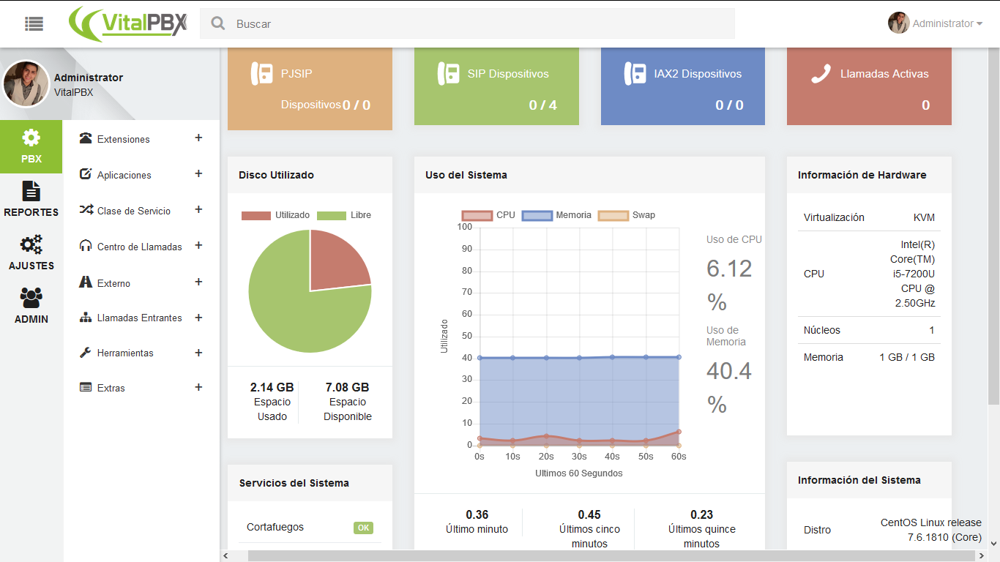 VitalPBX
Buscar
Administrator
Administrator
VitalPBX
PBX
REPORTES
AJUSTES
ADMIN
Extensiones +
Aplicaciones +
Clase de Servicio +
Centro de Llamadas +
Externo +
Llamadas Entrantes +
Herramientas +
Extras +
PJSIP
Dispositivos 0 / 0
SIP Dispositivos
0 / 4
IAX2 Dispositivos
0 / 0
Llamadas Activas
0
Disco Utilizado
Utilizado Libre
2.14 GB
Espacio
Usado
7.08 GB
Espacio
Disponible
Servicios del Sistema
Cortafuegos OK
Uso del Sistema
CPU Memoria Swap
100
90
80
70
60
50
40
30
20
10
0
Utilizado
0s 10s 20s 30s 40s 50s 60s
Ultimos 60 Segundos
Uso de CPU
6.12
%
Uso de
Memoria
40.4
%
0.36
Último minuto
0.45
Últimos cinco
minutos
0.23
Últimos quince
minutos
Información de Hardware
Virtualización KVM
CPU
Intel(R)
Core(TM)
i5-7200U
CPU @
2.50GHz
Núcleos 1
Memoria 1 GB / 1 GB
Información del Sistema
Distro
CentOS Linux release
7.6.1810 (Core)